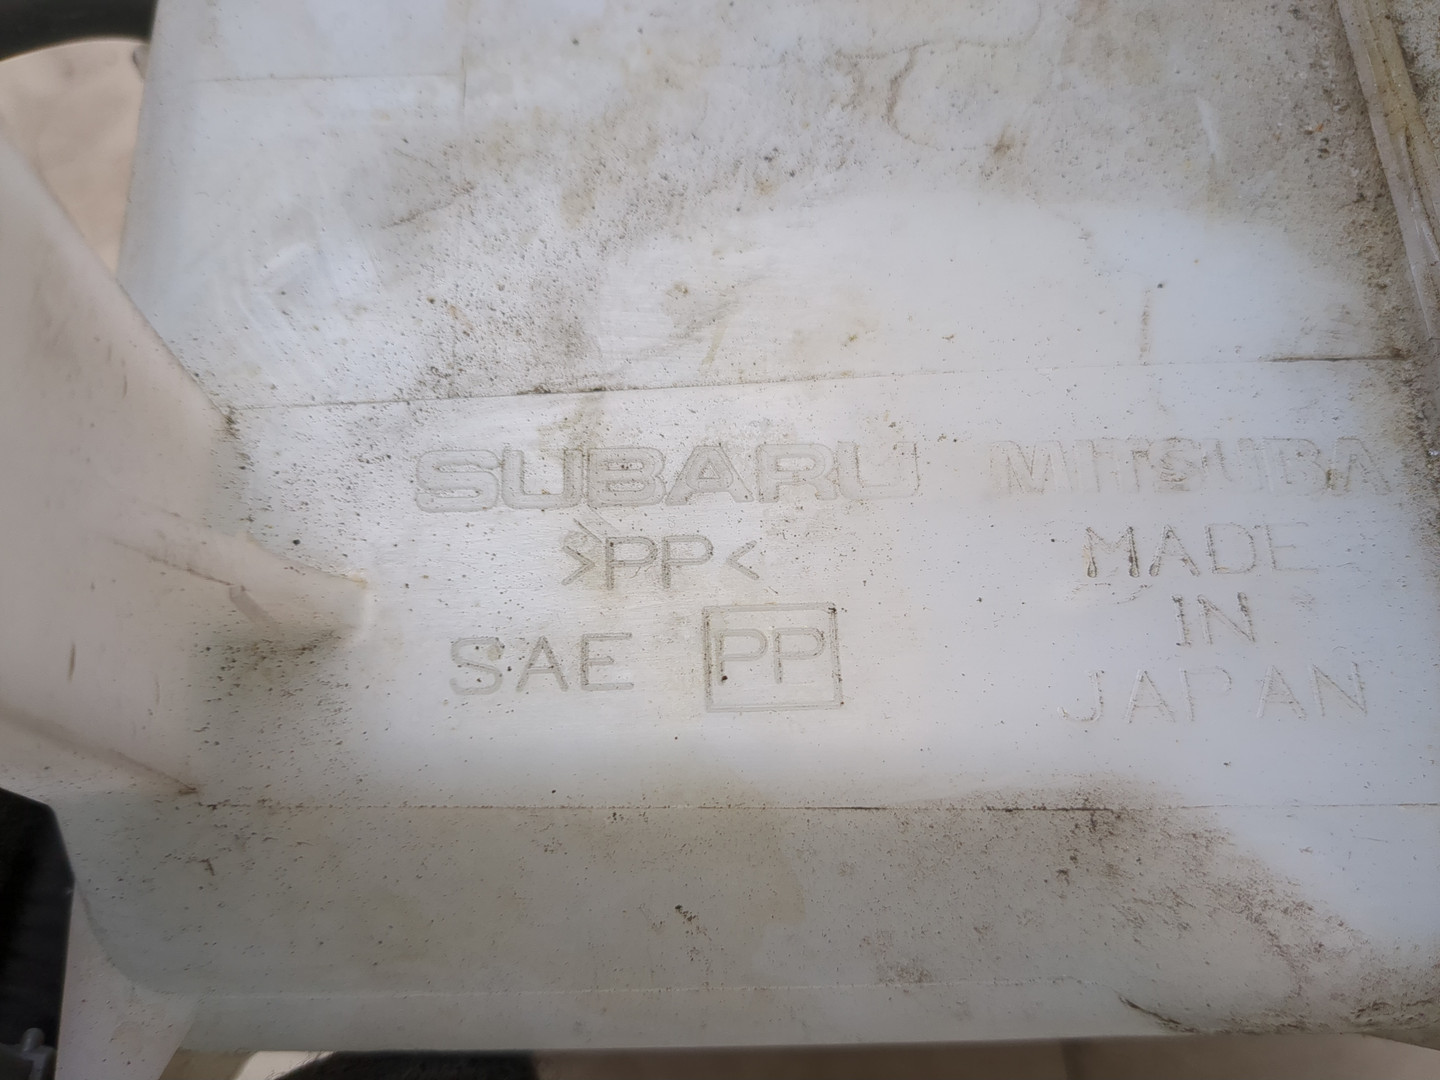 SUBARU MITSUBA
>PP< MADE
IN
SAE PP JAPAN